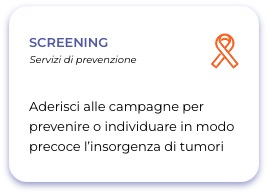 SCREENING
Servizi di prevenzione
Aderisci alle campagne per
prevenire o individuare in modo
precoce l’insorgenza di tumori